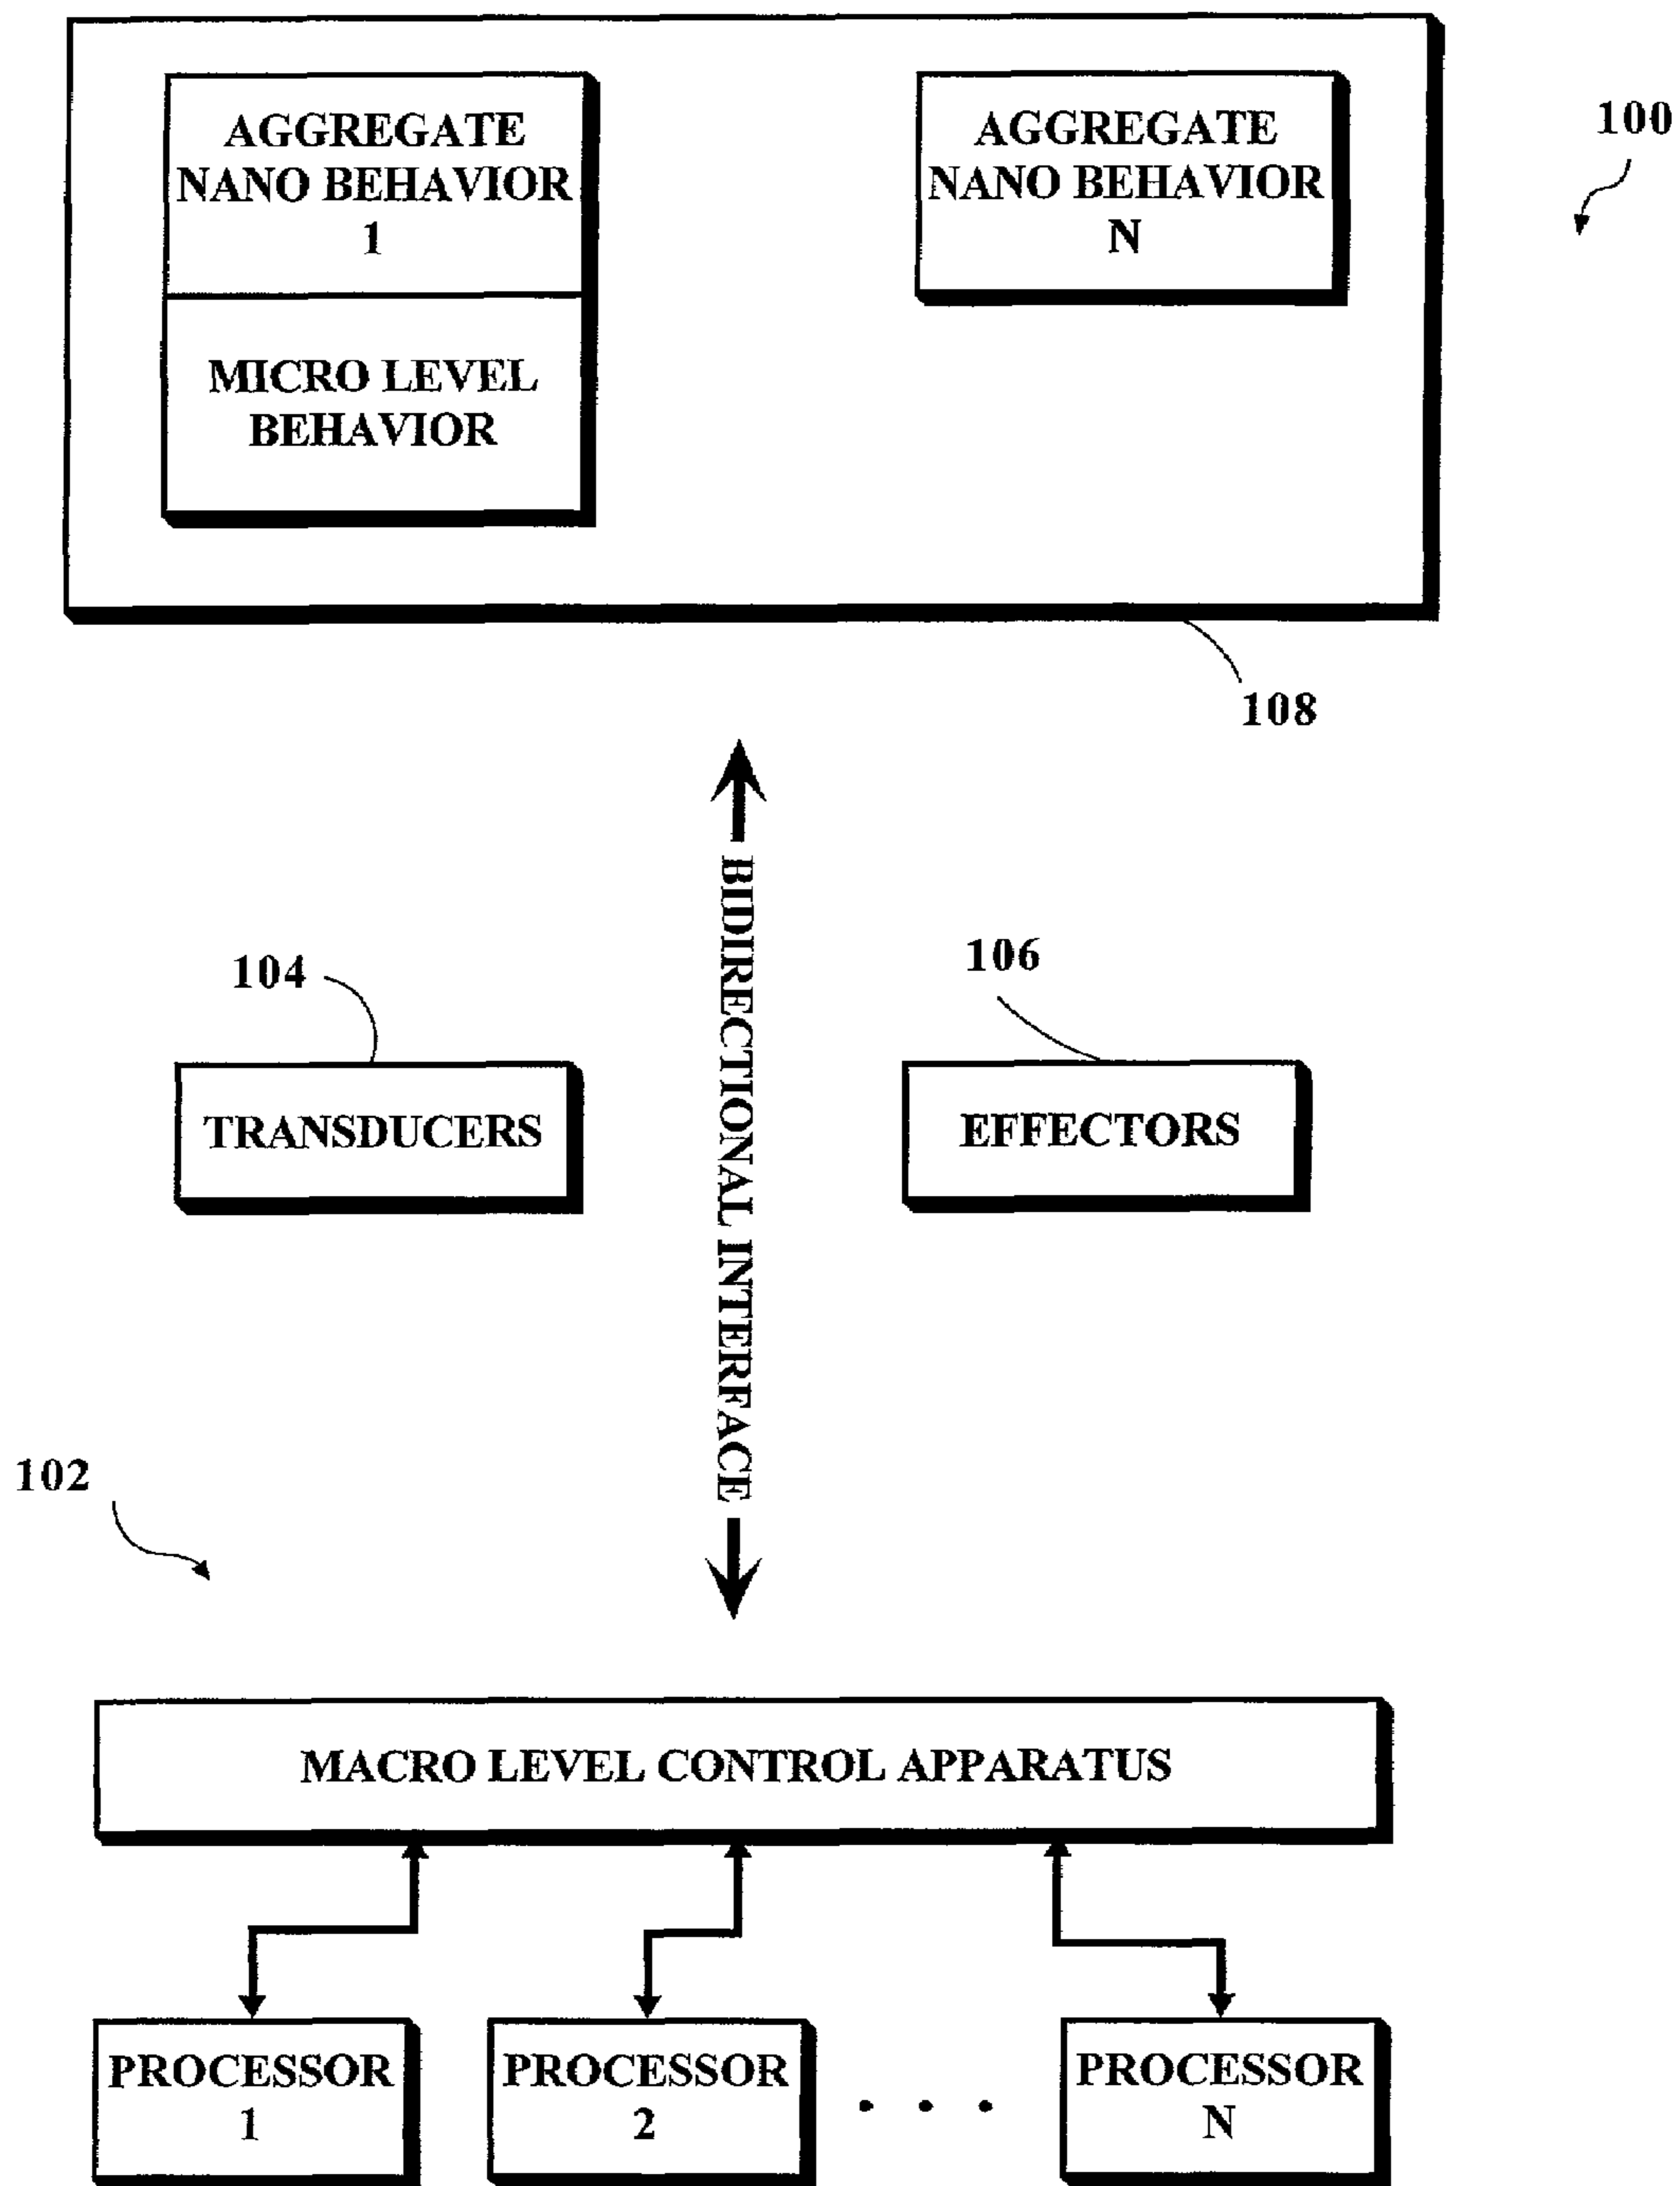 AGGREGATE
NANO BEHAVIOR
1
AGGREGATE
NANO BEHAVIOR
N
100
MICRO LEVEL
BEHAVIOR
108
BIDIRECTIONAL INTERFACE
104
106
TRANSDUCERS
EFFECTORS
102
MACRO LEVEL CONTROL APPARATUS
PROCESSOR
1
PROCESSOR
2
. . .
PROCESSOR
N